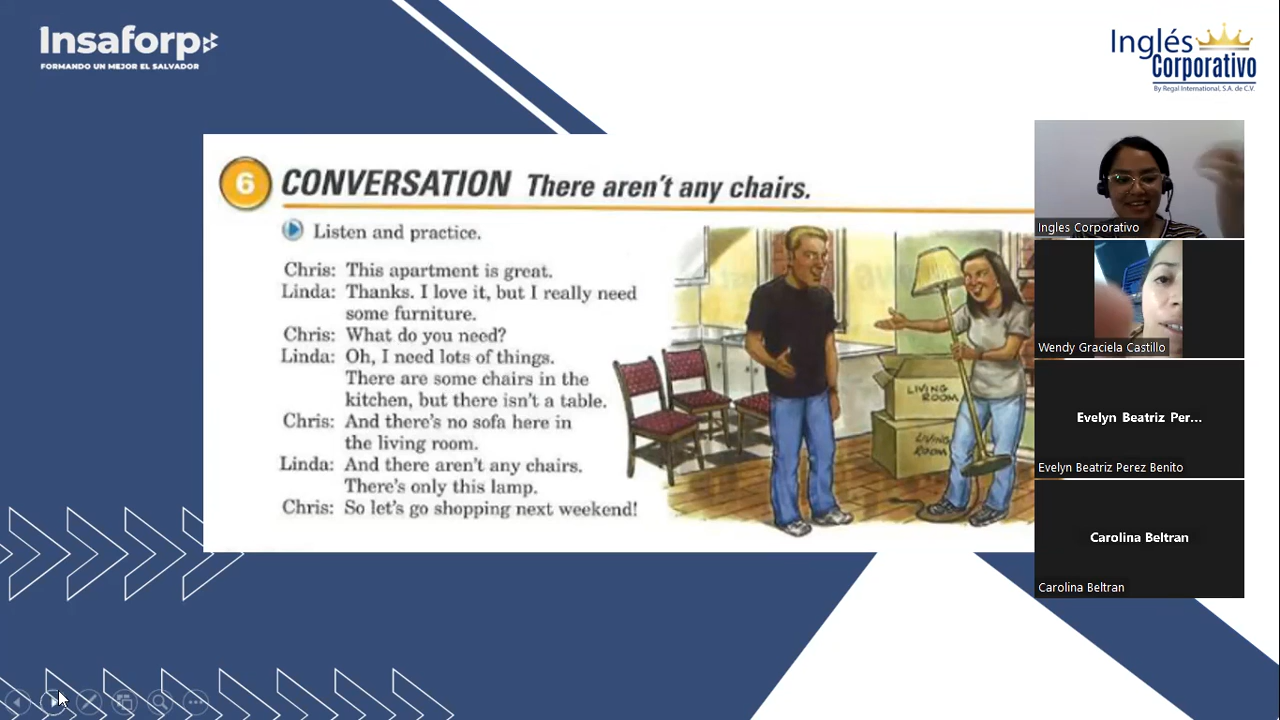 Insaforp
FORMANDO UN MEJOR EL SALVADOR
Inglés
Corporativo
By Regal International, S.A. de C.V.
6 CONVERSATION There aren't any chairs.
Listen and practice.
Chris: This apartment is great.
Linda: Thanks. I love it, but I really need
some furniture.
Chris: What do you need?
Linda: Oh, I need lots of things.
There are some chairs in the
kitchen, but there isn't a table.
Chris: And there's no sofa here in
the living room.
Linda: And there aren't any chairs.
There's only this lamp.
Chris: So let's go shopping next weekend!
LIVING
ROOM
LIVING
ROOM
Ingles Corporativo
Wendy Graciela Castillo
Evelyn Beatriz Per...
Evelyn Beatriz Perez Benito
Carolina Beltran
Carolina Beltran